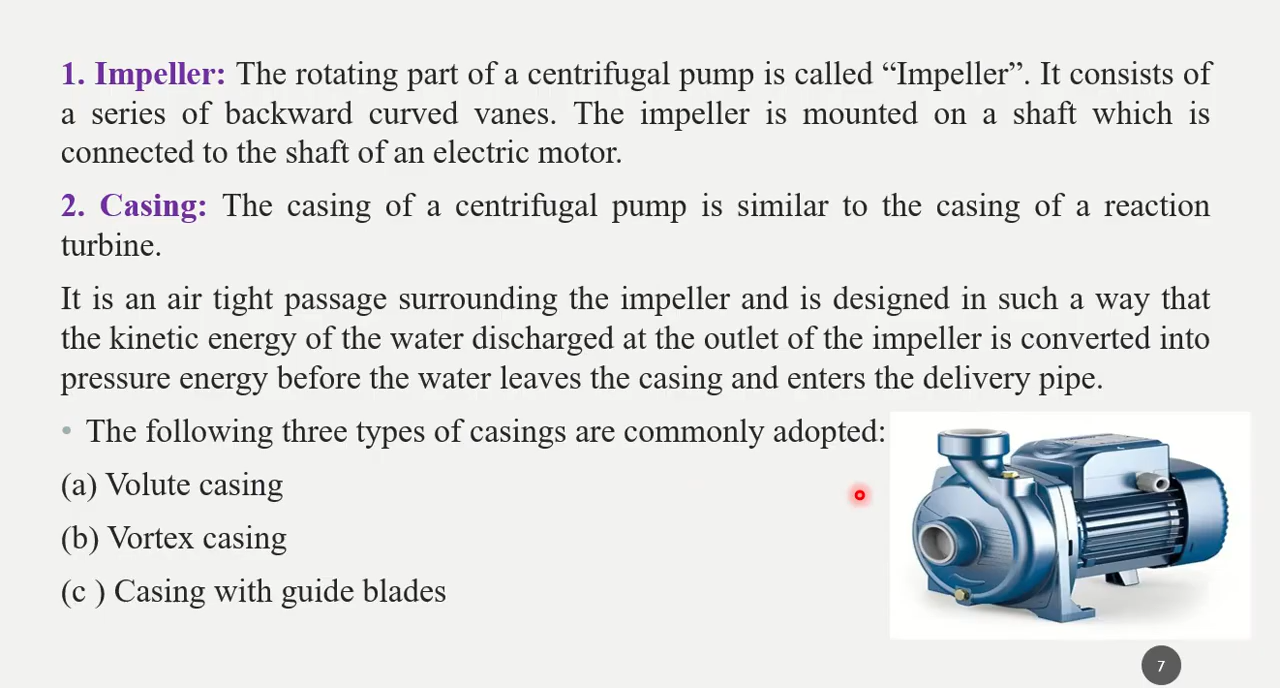 1. Impeller: The rotating part of a centrifugal pump is called “Impeller”. It consists of
a series of backward curved vanes. The impeller is mounted on a shaft which is
connected to the shaft of an electric motor.
2. Casing: The casing of a centrifugal pump is similar to the casing of a reaction
turbine.
It is an air tight passage surrounding the impeller and is designed in such a way that
the kinetic energy of the water discharged at the outlet of the impeller is converted into
pressure energy before the water leaves the casing and enters the delivery pipe.
• The following three types of casings are commonly adopted:
(a) Volute casing
(b) Vortex casing
(c ) Casing with guide blades
7